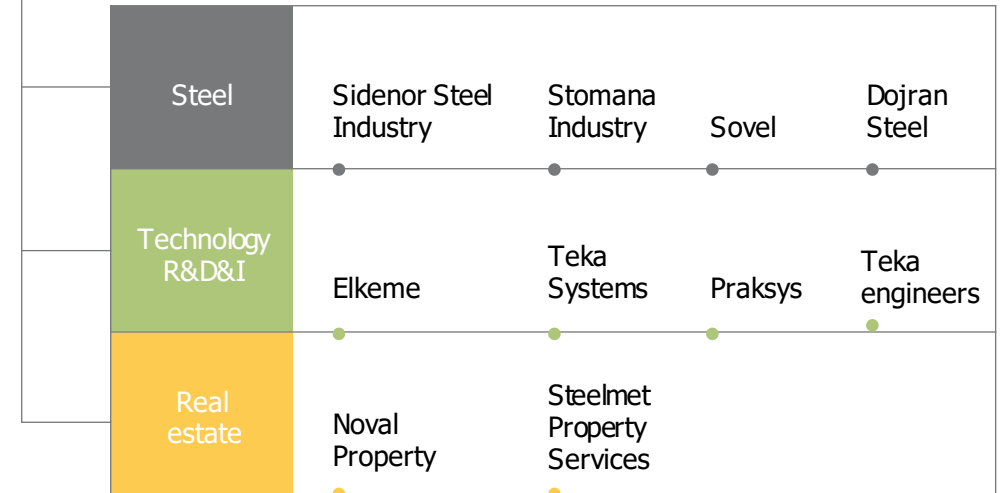 Steel
Sidenor Steel
Industry
Stomana
Industry
Sovel
Dojran
Steel
Technology
R&D&I
Elkeme
Teka
Systems
Praksys
Teka
engineers
Real
estate
Noval
Property
Steelmet
Property
Services